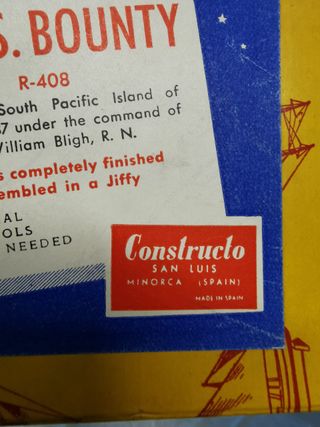 S. BOUNTY
R-408
South Pacific Island of
7 under the command of
William Bligh, R. N.
s completely finished
sembled in a Jiffy
AL
OLS
NEEDED
Constructo
SAN LUIS
MINORCA (SPAIN)
MADE IN SPAIN